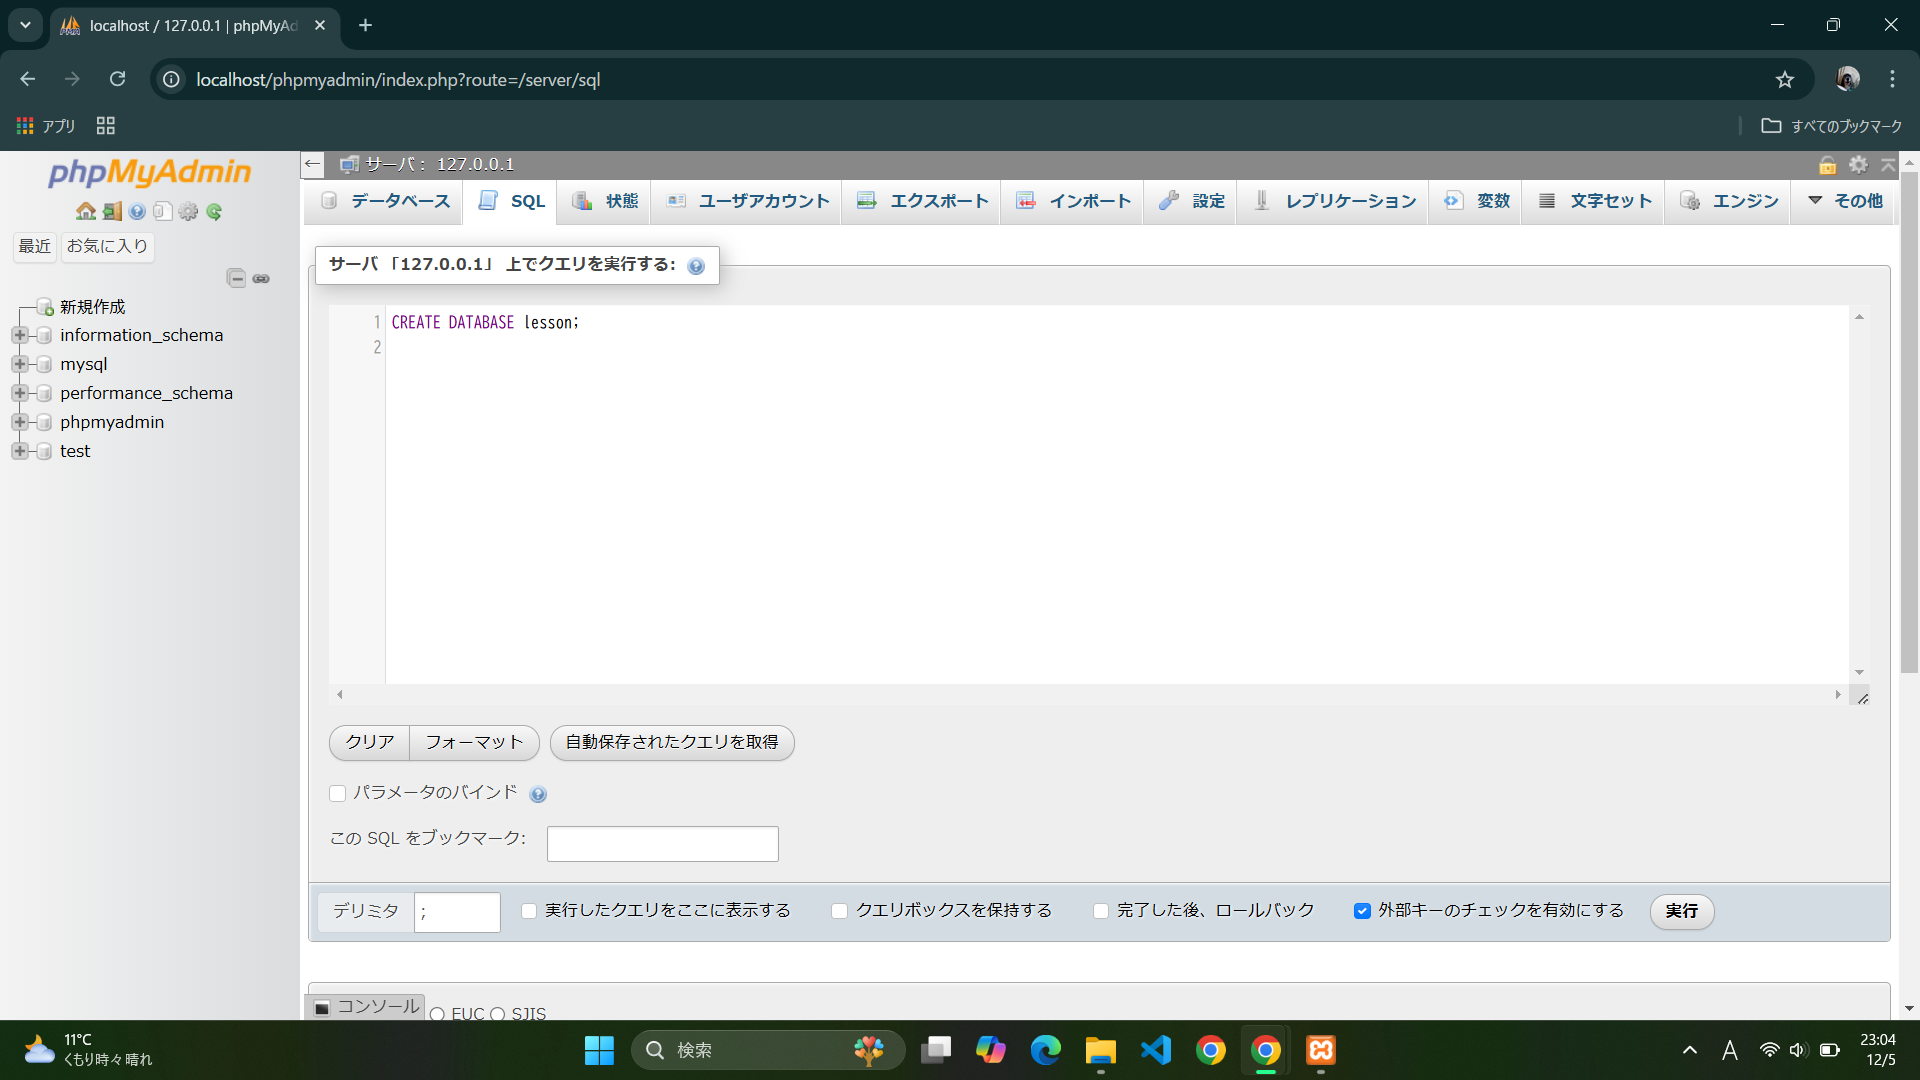 localhost / 127.0.0.1 | phpMyAd
localhost/phpmyadmin/index.php?route=/server/sql
アプリ
すべてのブックマーク
phpMyAdmin
最近 お気に入り
新規作成
information_schema
mysql
performance_schema
phpmyadmin
test
サーバ： 127.0.0.1
データベース SQL 状態 ユーザアカウント エクスポート インポート 設定 レプリケーション 変数 文字セット エンジン その他
サーバ 「127.0.0.1」 上でクエリを実行する:
1 CREATE DATABASE lesson;
2
クリア フォーマット 自動保存されたクエリを取得
パラメータのバインド
この SQL をブックマーク:
デリミタ ; 実行したクエリをここに表示する クエリボックスを保持する 完了した後、ロールバック 外部キーのチェックを有効にする 実行
コンソール EUC SJIS
11°C
くもり時々晴れ
検索
A
23:04
12/5